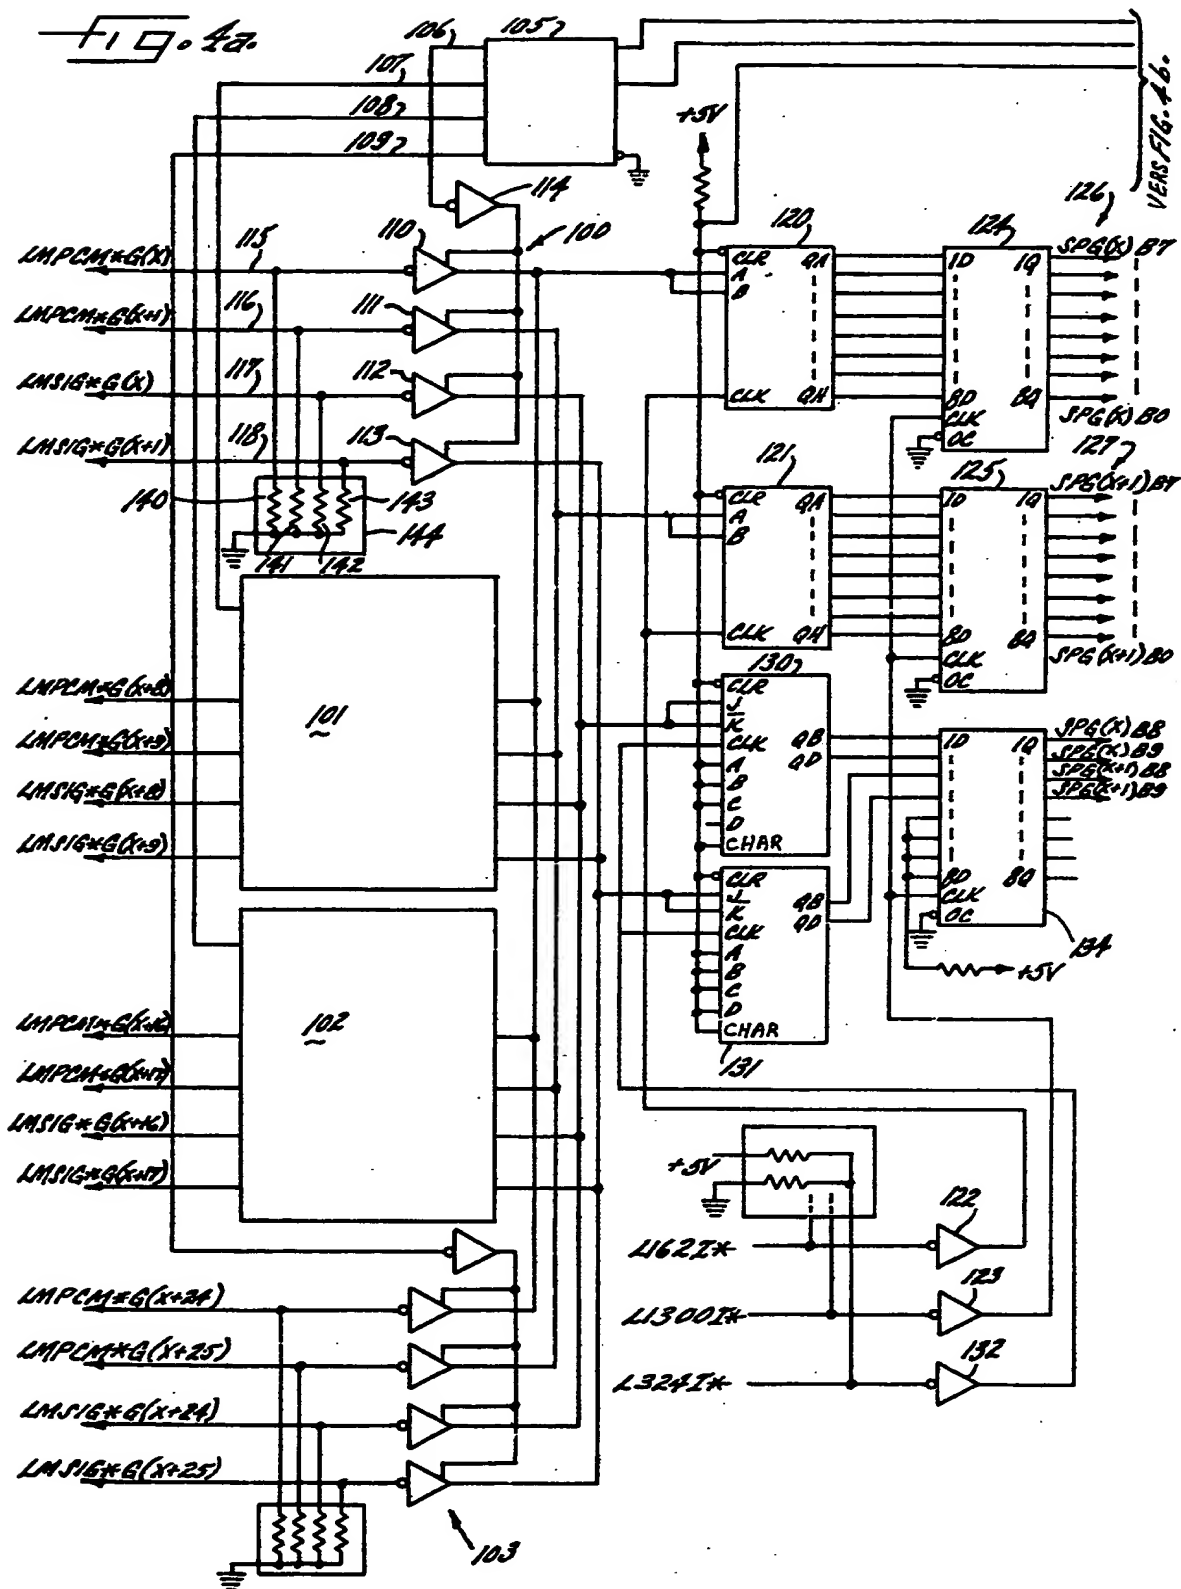 Fig. 4a.
106 105
107
108
109
+5V
VERS FIG. 4b.
114
110 100
LMPCM*G(X) 115
111
LMPCM*G(X+1) 116
112
LMSIG*G(X) 117
113
LMSIG*G(X+1) 118
140 143
144
141 142
120
CLR QA
A
B
CLK QH
124
1D 1Q
8D 8Q
CLK
OC
126
SPG(X)B7
SPG(X)B0
121
CLR QA
A
B
CLK QH
125
1D 1Q
8D 8Q
CLK
OC
127
SPG(X+1)B7
SPG(X+1)B0
130
CLR
J
K
CLK QB
QD
A
B
C
D
CHAR
1D 1Q
8D 8Q
CLK
OC
134
+5V
SPG(X)B8
SPG(X)B9
SPG(X+1)B8
SPG(X+1)B9
CLR
J QB
K QD
CLK
A
B
C
D
CHAR
131
LMPCM*G(X+8)
101
LMPCM*G(X+9)
LMSIG*G(X+8)
LMSIG*G(X+9)
102
LMPCM*G(X+16)
LMPCM*G(X+17)
LMSIG*G(X+16)
LMSIG*G(X+17)
+5V
L162I* 122
L1300I* 123
L324I* 132
LMPCM*G(X+24)
LMPCM*G(X+25)
LMSIG*G(X+24)
LMSIG*G(X+25)
103